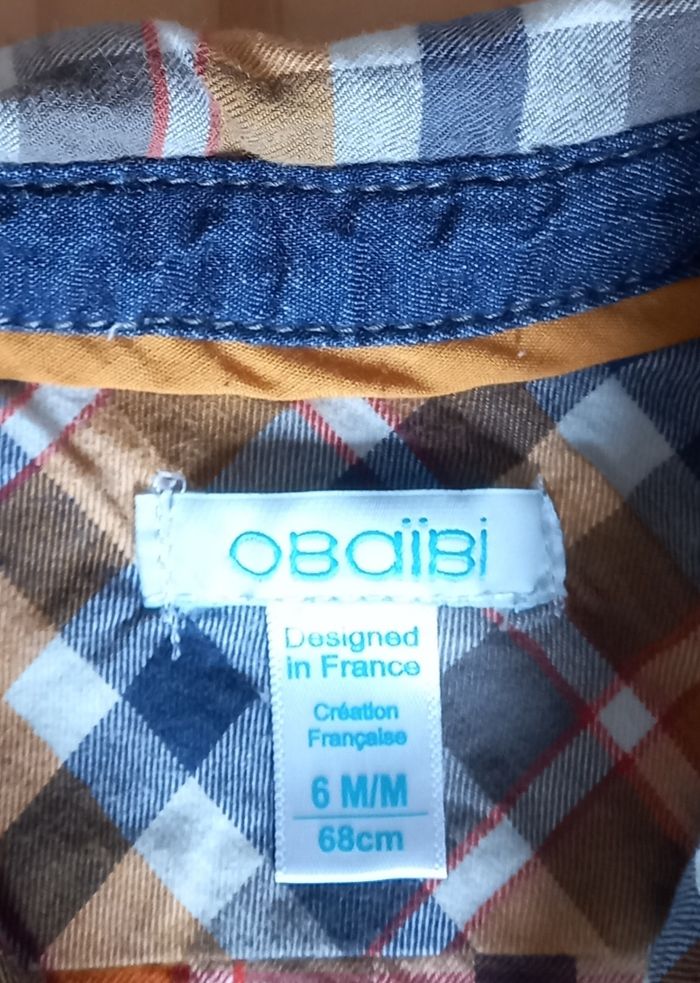 OBaïBi
Designed
in France
Création
Française
6 M/M
68cm